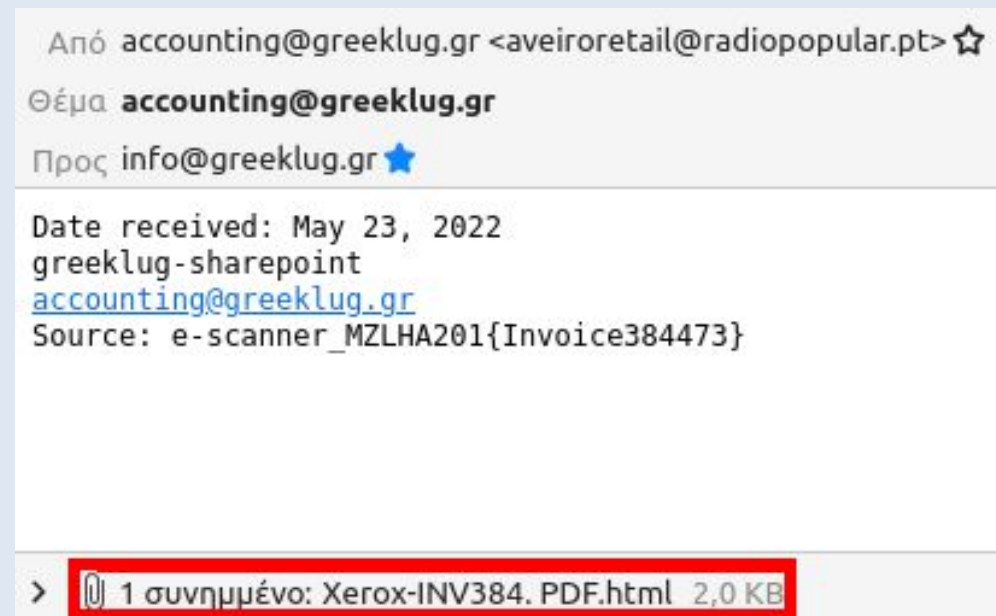 Από accounting@greeklug.gr <aveiroretail@radiopopular.pt>
Θέμα accounting@greeklug.gr
Προς info@greeklug.gr
Date received: May 23, 2022
greeklug-sharepoint
accounting@greeklug.gr
Source: e-scanner_MZLHA201{Invoice384473}
1 συνημμένο: Xerox-INV384. PDF.html 2,0 KB